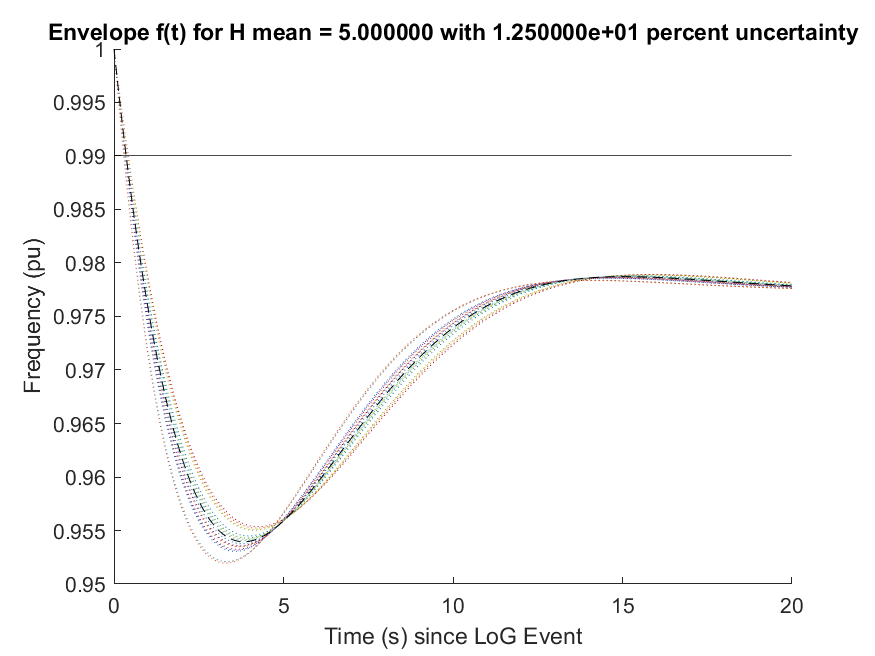 Envelope f(t) for H mean = 5.000000 with 1.250000e+01 percent uncertainty
1
0.995
0.99
0.985
0.98
0.975
0.97
0.965
0.96
0.955
0.95
Frequency (pu)
0 5 10 15 20
Time (s) since LoG Event